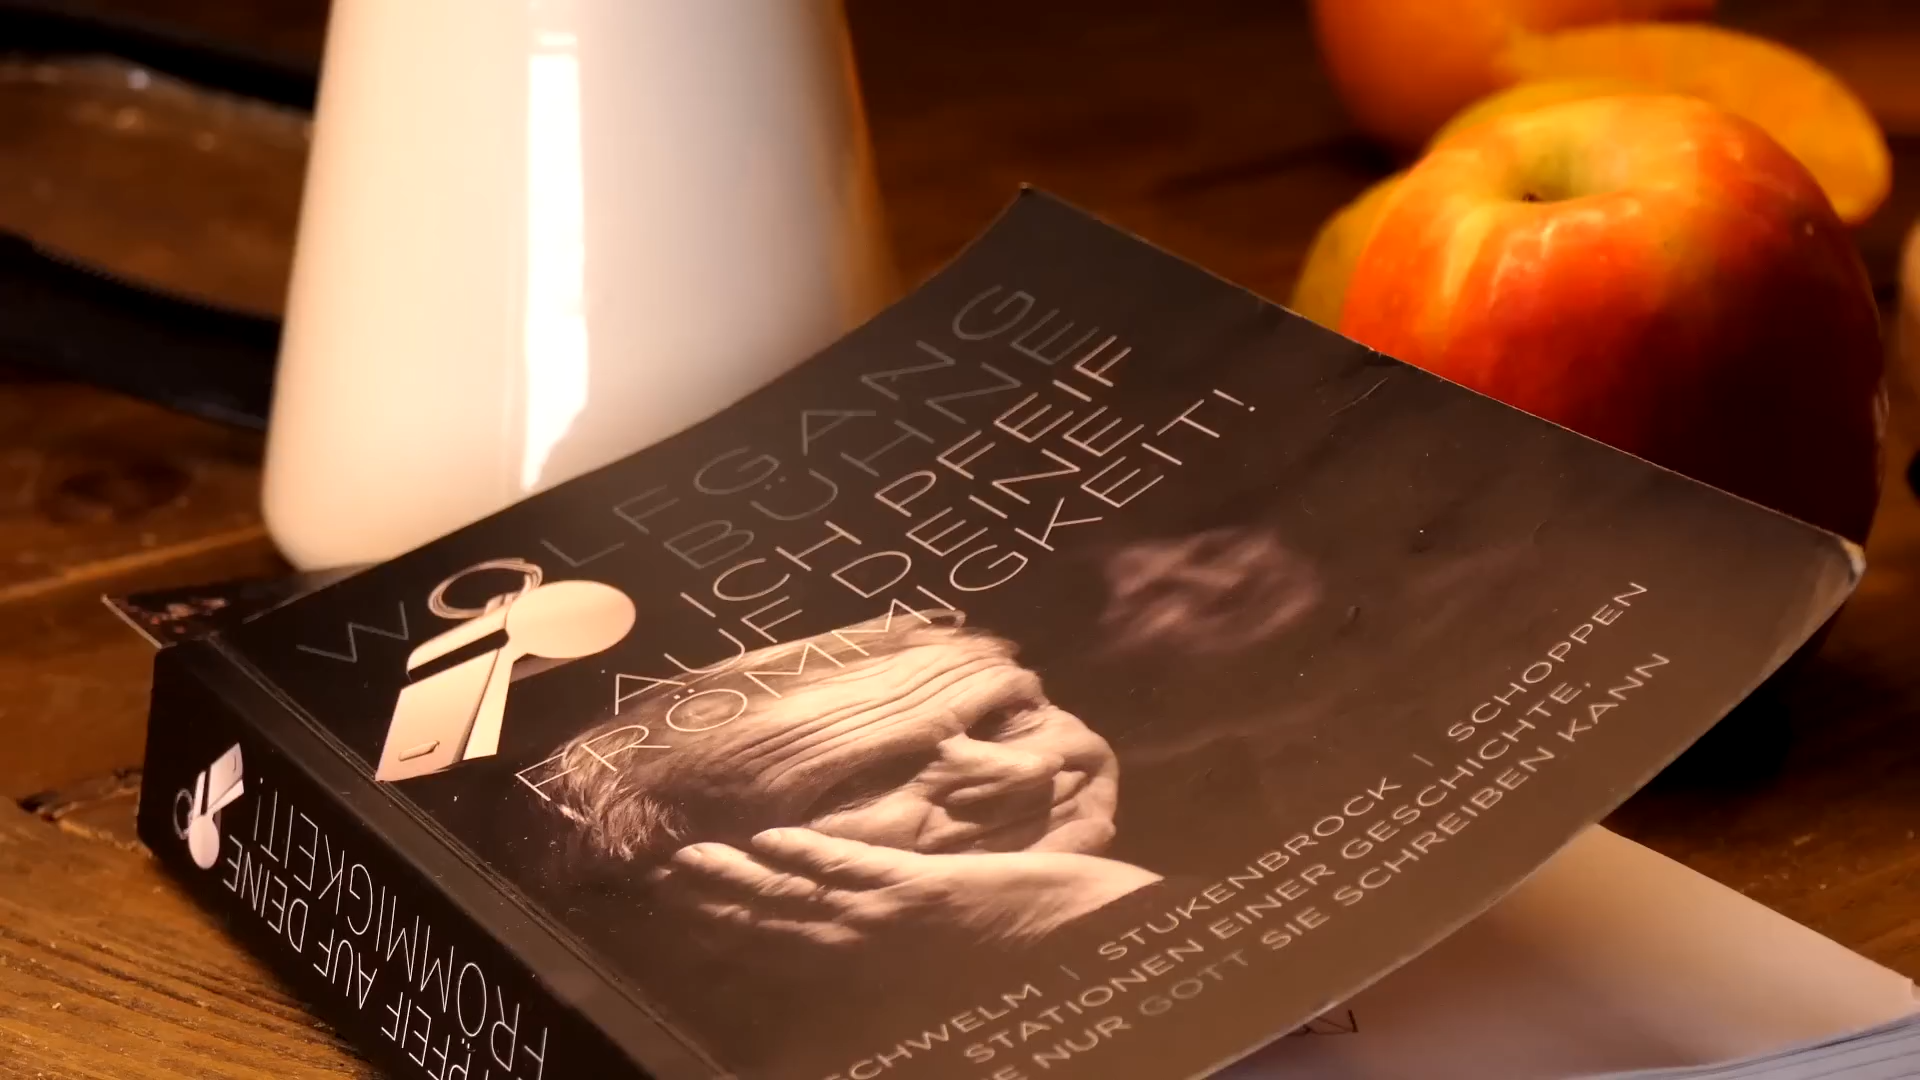 WOLFGANG
BÜHNE
ICH PFEIF
AUF DEINE
FRÖMMIGKEIT!
SCHWELM | STUKENBROCK | SCHOPPEN
STATIONEN EINER GESCHICHTE,
NUR GOTT SIE SCHREIBEN KANN
PFEIF AUF DEINE
FRÖMMIGKEIT!